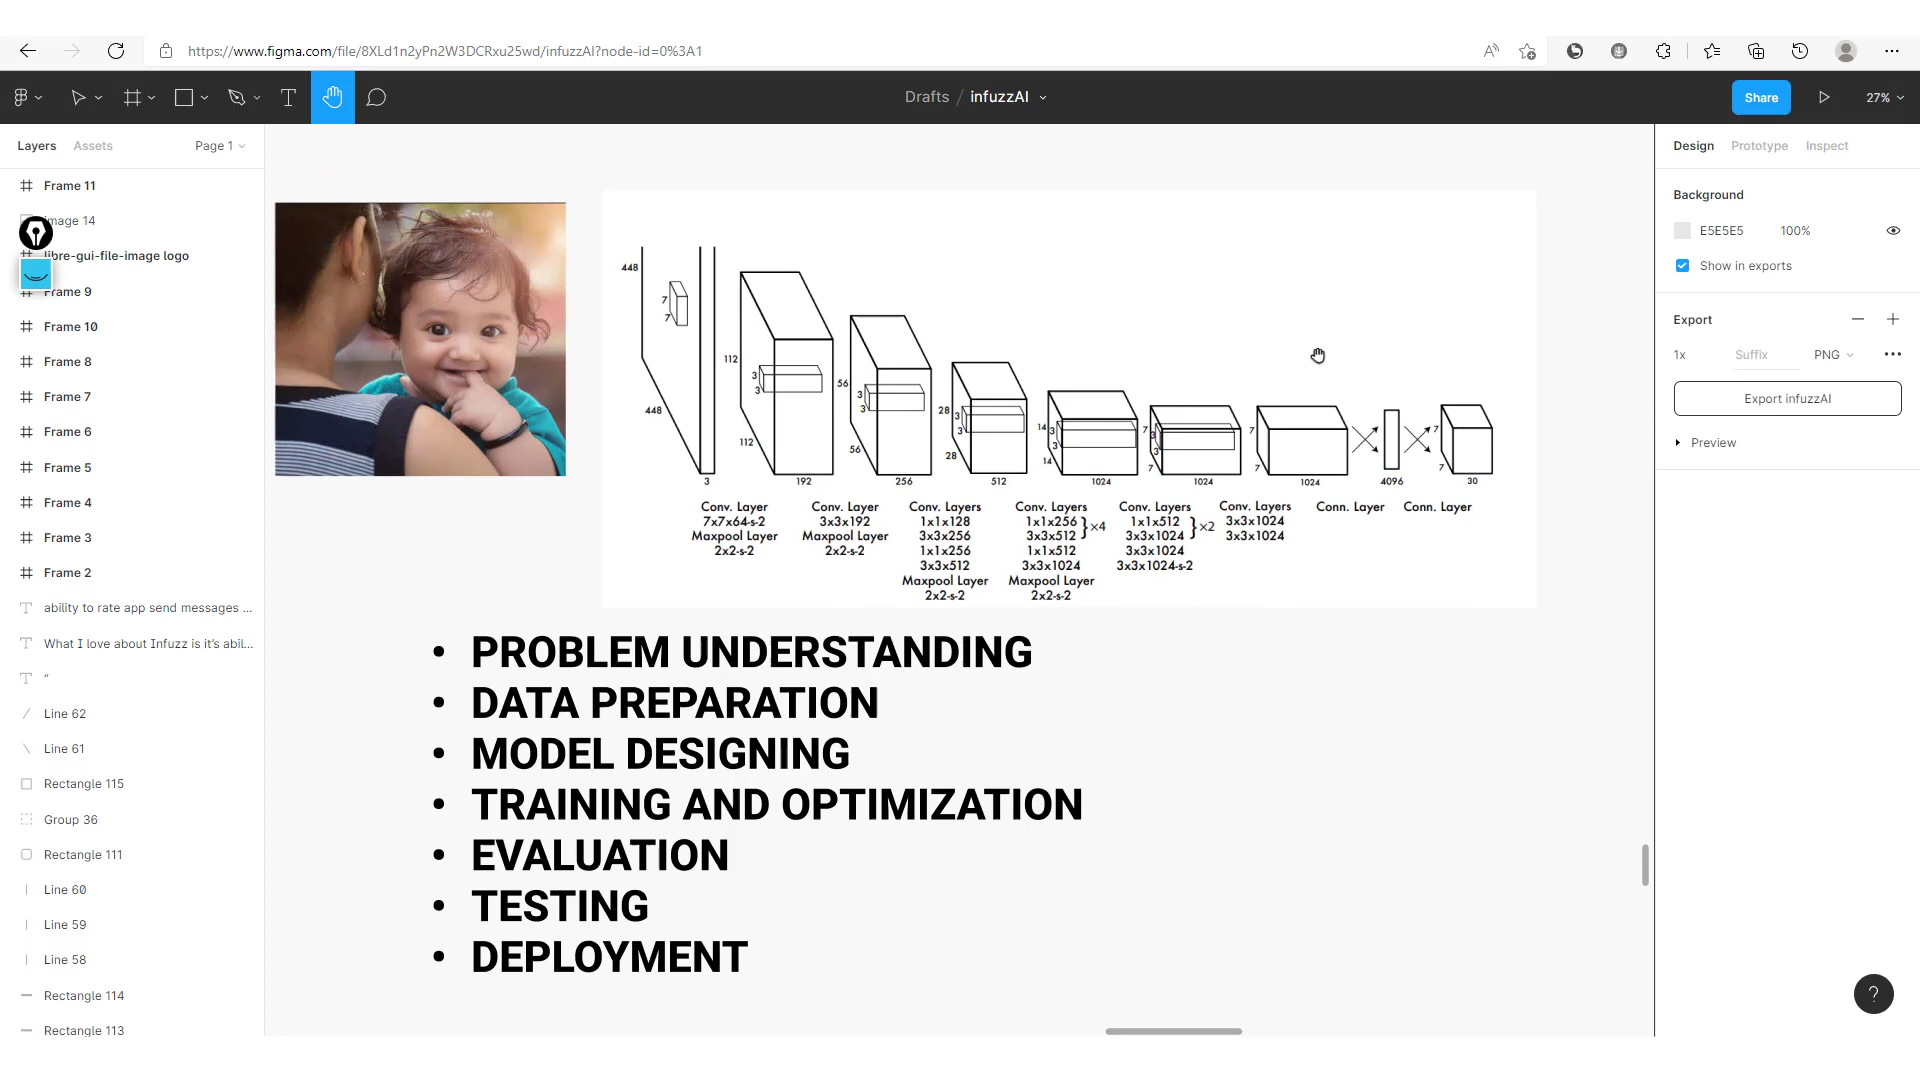 https://www.figma.com/file/8XLd1n2yPn2W3DCRxu25wd/infuzzAI?node-id=0%3A1
Drafts / infuzzAI
Share
27%
Layers
Assets
Page 1
Frame 11
image 14
libre-gui-file-image logo
Frame 9
Frame 10
Frame 8
Frame 7
Frame 6
Frame 5
Frame 4
Frame 3
Frame 2
ability to rate app send messages ...
What I love about Infuzz is it's abil...
“
Line 62
Line 61
Rectangle 115
Group 36
Rectangle 111
Line 60
Line 59
Line 58
Rectangle 114
Rectangle 113
448
7
7
448
3
112
3
3
112
192
56
3
3
56
256
28
3
3
28
512
14
3
3
14
1024
7
3
3
7
1024
7
7
1024
4096
7
7
30
Conv. Layer
7x7x64-s-2
Maxpool Layer
2x2-s-2
Conv. Layer
3x3x192
Maxpool Layer
2x2-s-2
Conv. Layers
1x1x128
3x3x256
1x1x256
3x3x512
Maxpool Layer
2x2-s-2
Conv. Layers
1x1x256
3x3x512
}×4
1x1x512
3x3x1024
Maxpool Layer
2x2-s-2
Conv. Layers
1x1x512
3x3x1024
}×2
3x3x1024
3x3x1024-s-2
Conv. Layers
3x3x1024
3x3x1024
Conn. Layer
Conn. Layer
• PROBLEM UNDERSTANDING
• DATA PREPARATION
• MODEL DESIGNING
• TRAINING AND OPTIMIZATION
• EVALUATION
• TESTING
• DEPLOYMENT
Design
Prototype
Inspect
Background
E5E5E5
100%
Show in exports
Export
1x
Suffix
PNG
Export infuzzAI
Preview
?